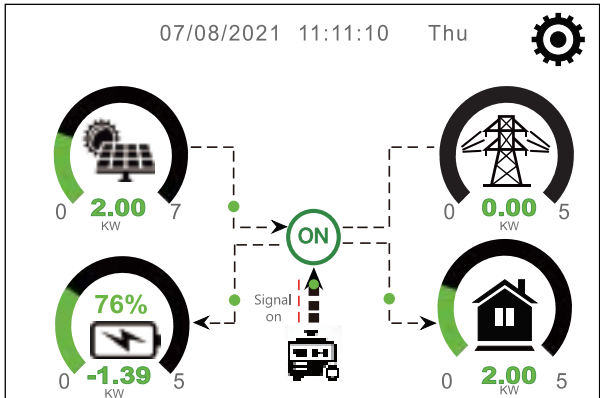 07/08/2021 11:11:10 Thu
0 2.00 7
KW
0 0.00 5
KW
ON
Signal
on
76%
0 -1.39 5
KW
0 2.00 5
KW